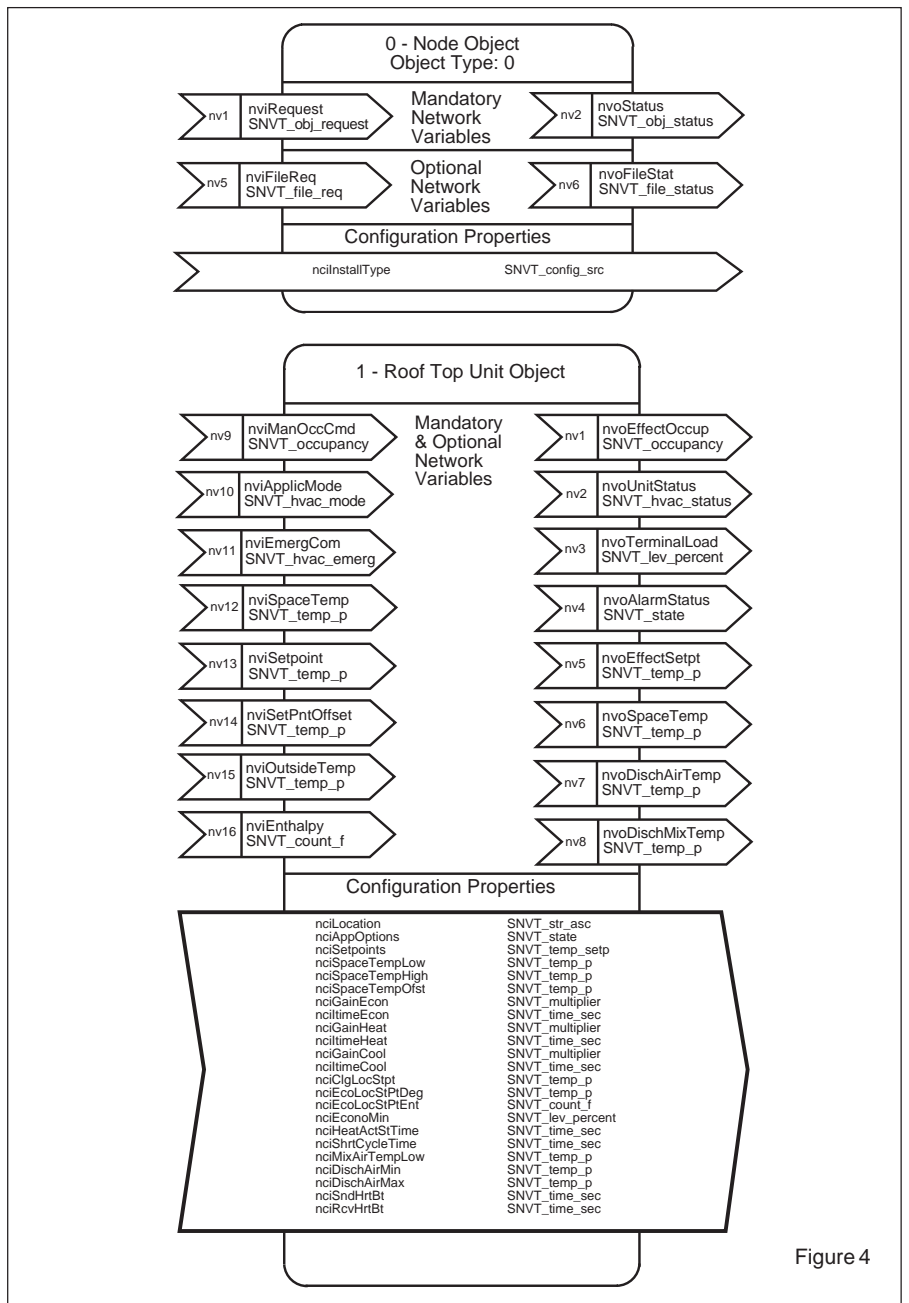 0 - Node Object
Object Type: 0
nv1
nviRequest
SNVT_obj_request
Mandatory
Network
Variables
nv2
nvoStatus
SNVT_obj_status
nv5
nviFileReq
SNVT_file_req
Optional
Network
Variables
nv6
nvoFileStat
SNVT_file_status
Configuration Properties
nciInstallType SNVT_config_src
1 - Roof Top Unit Object
Mandatory
& Optional
Network
Variables
nv9
nviManOccCmd
SNVT_occupancy
nv1
nvoEffectOccup
SNVT_occupancy
nv10
nviApplicMode
SNVT_hvac_mode
nv2
nvoUnitStatus
SNVT_hvac_status
nv11
nviEmergCom
SNVT_hvac_emerg
nv3
nvoTerminalLoad
SNVT_lev_percent
nv12
nviSpaceTemp
SNVT_temp_p
nv4
nvoAlarmStatus
SNVT_state
nv13
nviSetpoint
SNVT_temp_p
nv5
nvoEffectSetpt
SNVT_temp_p
nv14
nviSetPntOffset
SNVT_temp_p
nv6
nvoSpaceTemp
SNVT_temp_p
nv15
nviOutsideTemp
SNVT_temp_p
nv7
nvoDischAirTemp
SNVT_temp_p
nv16
nviEnthalpy
SNVT_count_f
nv8
nvoDischMixTemp
SNVT_temp_p
Configuration Properties
nciLocation SNVT_str_asc
nciAppOptions SNVT_state
nciSetpoints SNVT_temp_setp
nciSpaceTempLow SNVT_temp_p
nciSpaceTempHigh SNVT_temp_p
nciSpaceTempOfst SNVT_temp_p
nciGainEcon SNVT_multiplier
nciItimeEcon SNVT_time_sec
nciGainHeat SNVT_multiplier
nciItimeHeat SNVT_time_sec
nciGainCool SNVT_multiplier
nciItimeCool SNVT_time_sec
nciClgLocStpt SNVT_temp_p
nciEcoLocStPtDeg SNVT_temp_p
nciEcoLocStPtEnt SNVT_count_f
nciEconoMin SNVT_lev_percent
nciHeatActStTime SNVT_time_sec
nciShrtCycleTime SNVT_time_sec
nciMixAirTempLow SNVT_temp_p
nciDischAirMin SNVT_temp_p
nciDischAirMax SNVT_temp_p
nciSndHrtBt SNVT_time_sec
nciRcvHrtBt SNVT_time_sec
Figure 4